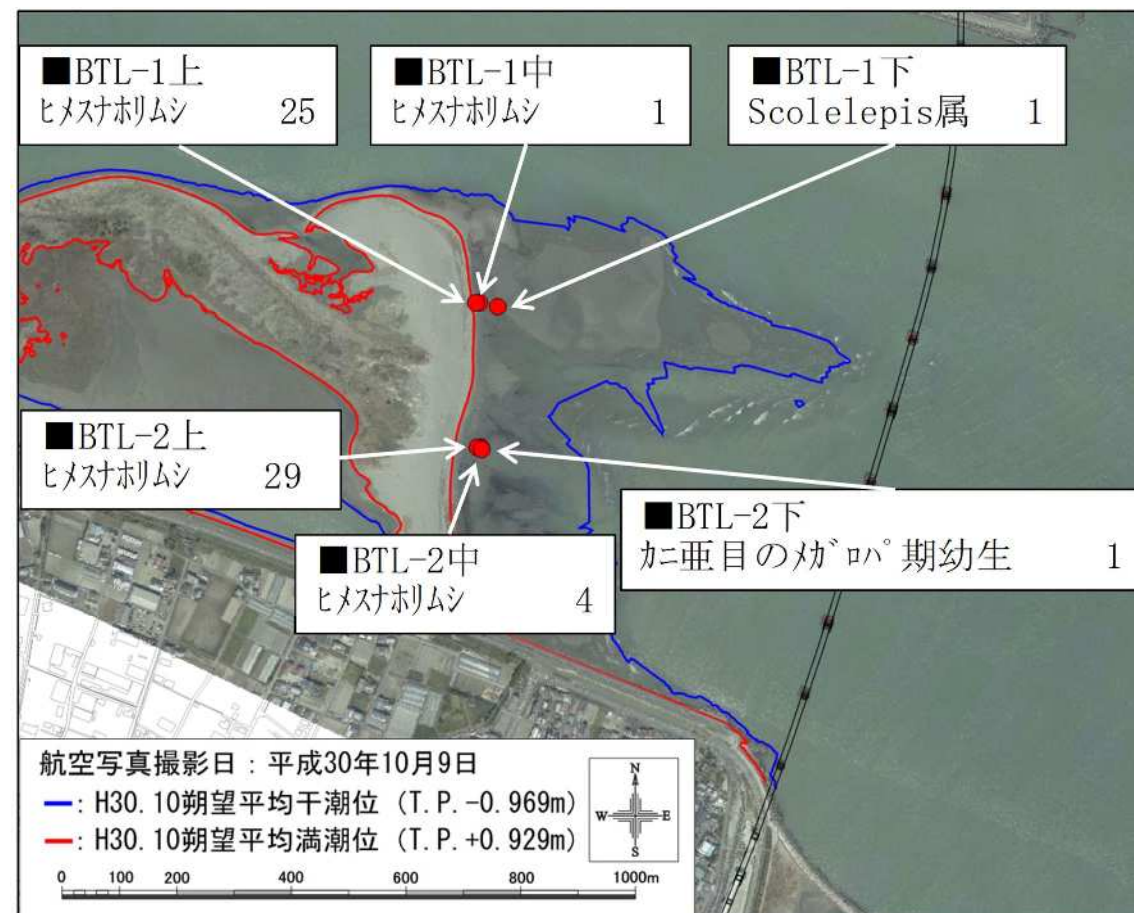 ■BTL-1上
ﾋﾒｽﾅﾎﾘﾑｼ 25
■BTL-1中
ﾋﾒｽﾅﾎﾘﾑｼ 1
■BTL-1下
Scolelepis属 1
■BTL-2上
ﾋﾒｽﾅﾎﾘﾑｼ 29
■BTL-2中
ﾋﾒｽﾅﾎﾘﾑｼ 4
■BTL-2下
ｶﾆ亜目のﾒｶﾞﾛﾊﾟ期幼生 1
航空写真撮影日：平成30年10月9日
━：H30.10朔望平均干潮位（T.P.-0.969m）
━：H30.10朔望平均満潮位（T.P.+0.929m）
N
W E
S
0 100 200 400 600 800 1000m